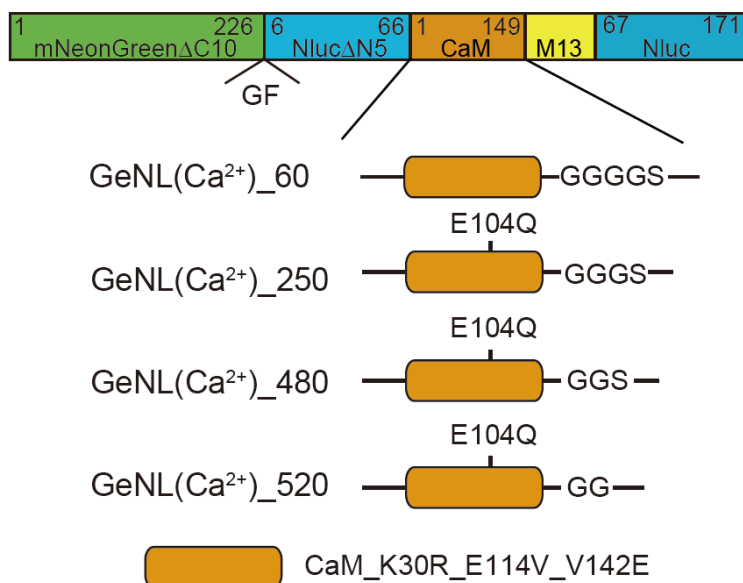 1 226 6 66 1 149 67 171
mNeonGreenΔC10 NlucΔN5 CaM M13 Nluc
GF
GeNL(Ca²⁺)_60 GGGGS
E104Q
GeNL(Ca²⁺)_250 GGGS
E104Q
GeNL(Ca²⁺)_480 GGS
E104Q
GeNL(Ca²⁺)_520 GG
CaM_K30R_E114V_V142E